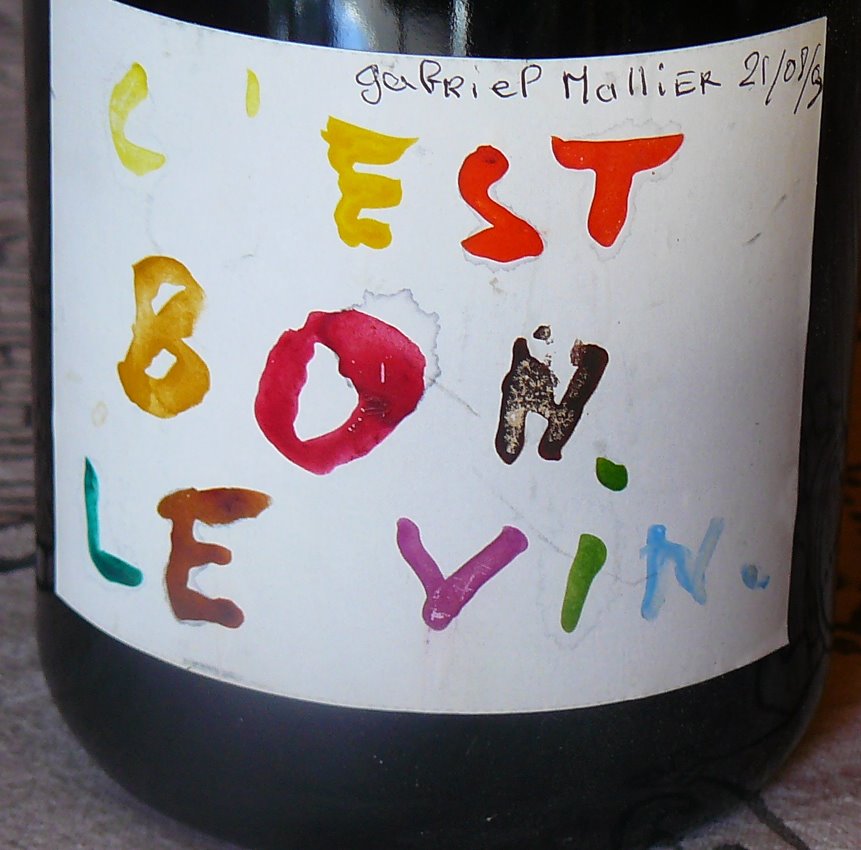 gabRiel MalliER 21/08/
C'EST
BON
LE ViN.